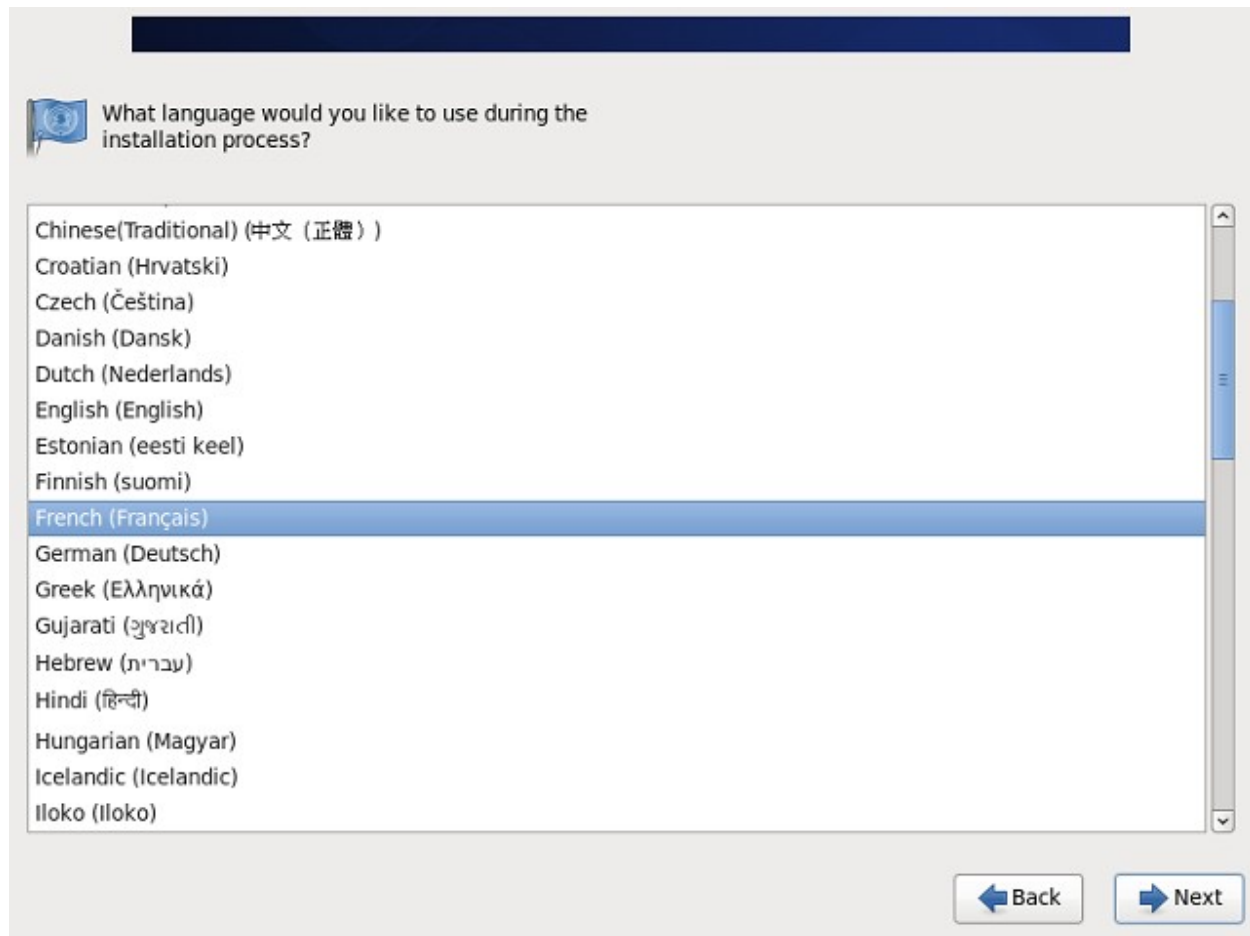 What language would you like to use during the
installation process?
Chinese(Traditional) (中文（正體）)
Croatian (Hrvatski)
Czech (Čeština)
Danish (Dansk)
Dutch (Nederlands)
English (English)
Estonian (eesti keel)
Finnish (suomi)
French (Français)
German (Deutsch)
Greek (Ελληνικά)
Gujarati (ગુજરાતી)
Hebrew (עברית)
Hindi (हिन्दी)
Hungarian (Magyar)
Icelandic (Icelandic)
Iloko (Iloko)
Back
Next